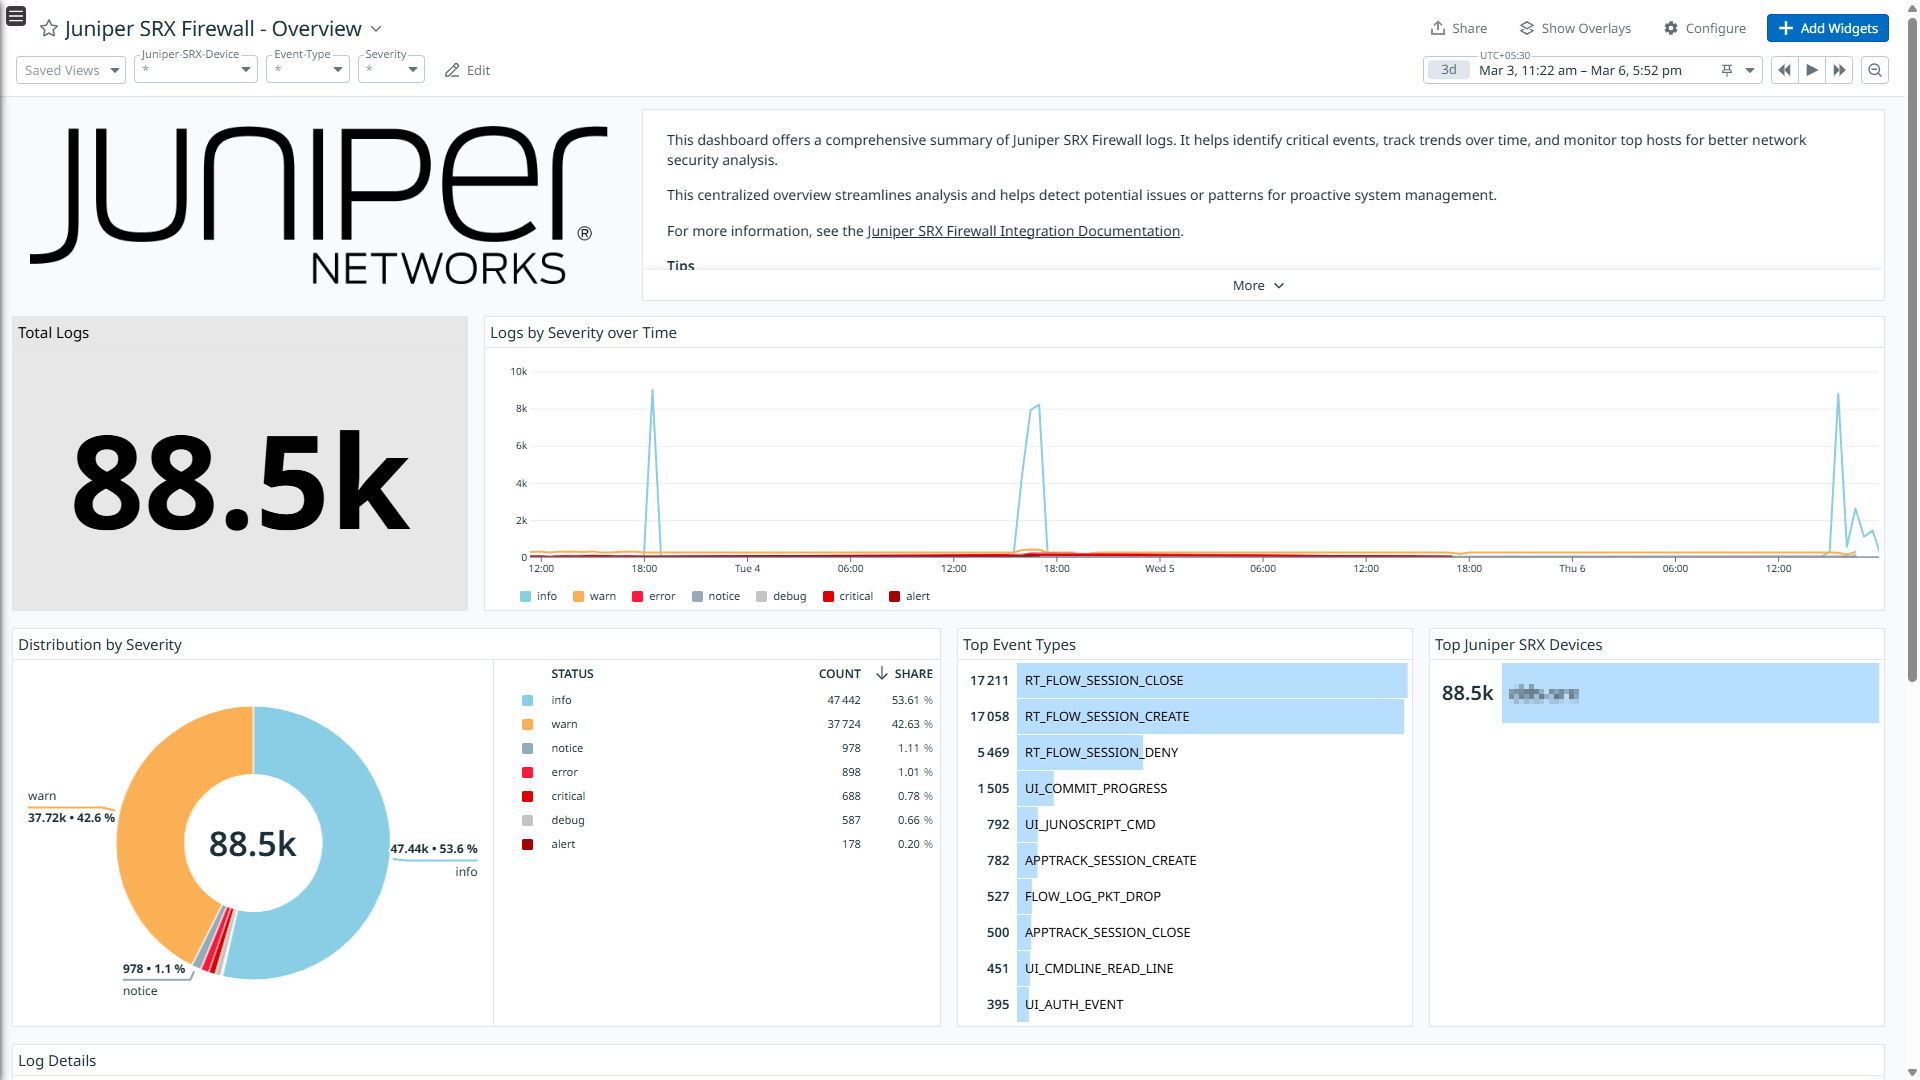 Juniper SRX Firewall - Overview
Share
Show Overlays
Configure
Add Widgets
Saved Views
Juniper-SRX-Device
*
Event-Type
*
Severity
*
Edit
UTC+05:30
3d
Mar 3, 11:22 am – Mar 6, 5:52 pm
JUNIPER®
NETWORKS
This dashboard offers a comprehensive summary of Juniper SRX Firewall logs. It helps identify critical events, track trends over time, and monitor top hosts for better network
security analysis.
This centralized overview streamlines analysis and helps detect potential issues or patterns for proactive system management.
For more information, see the Juniper SRX Firewall Integration Documentation.
Tips
More
Total Logs
88.5k
Logs by Severity over Time
10k
8k
6k
4k
2k
0
12:00 18:00 Tue 4 06:00 12:00 18:00 Wed 5 06:00 12:00 18:00 Thu 6 06:00 12:00
info warn error notice debug critical alert
Distribution by Severity
warn
37.72k • 42.6 %
88.5k
47.44k • 53.6 %
info
978 • 1.1 %
notice
STATUS COUNT SHARE
info 47 442 53.61 %
warn 37 724 42.63 %
notice 978 1.11 %
error 898 1.01 %
critical 688 0.78 %
debug 587 0.66 %
alert 178 0.20 %
Top Event Types
17 211 RT_FLOW_SESSION_CLOSE
17 058 RT_FLOW_SESSION_CREATE
5 469 RT_FLOW_SESSION_DENY
1 505 UI_COMMIT_PROGRESS
792 UI_JUNOSCRIPT_CMD
782 APPTRACK_SESSION_CREATE
527 FLOW_LOG_PKT_DROP
500 APPTRACK_SESSION_CLOSE
451 UI_CMDLINE_READ_LINE
395 UI_AUTH_EVENT
Top Juniper SRX Devices
88.5k
Log Details